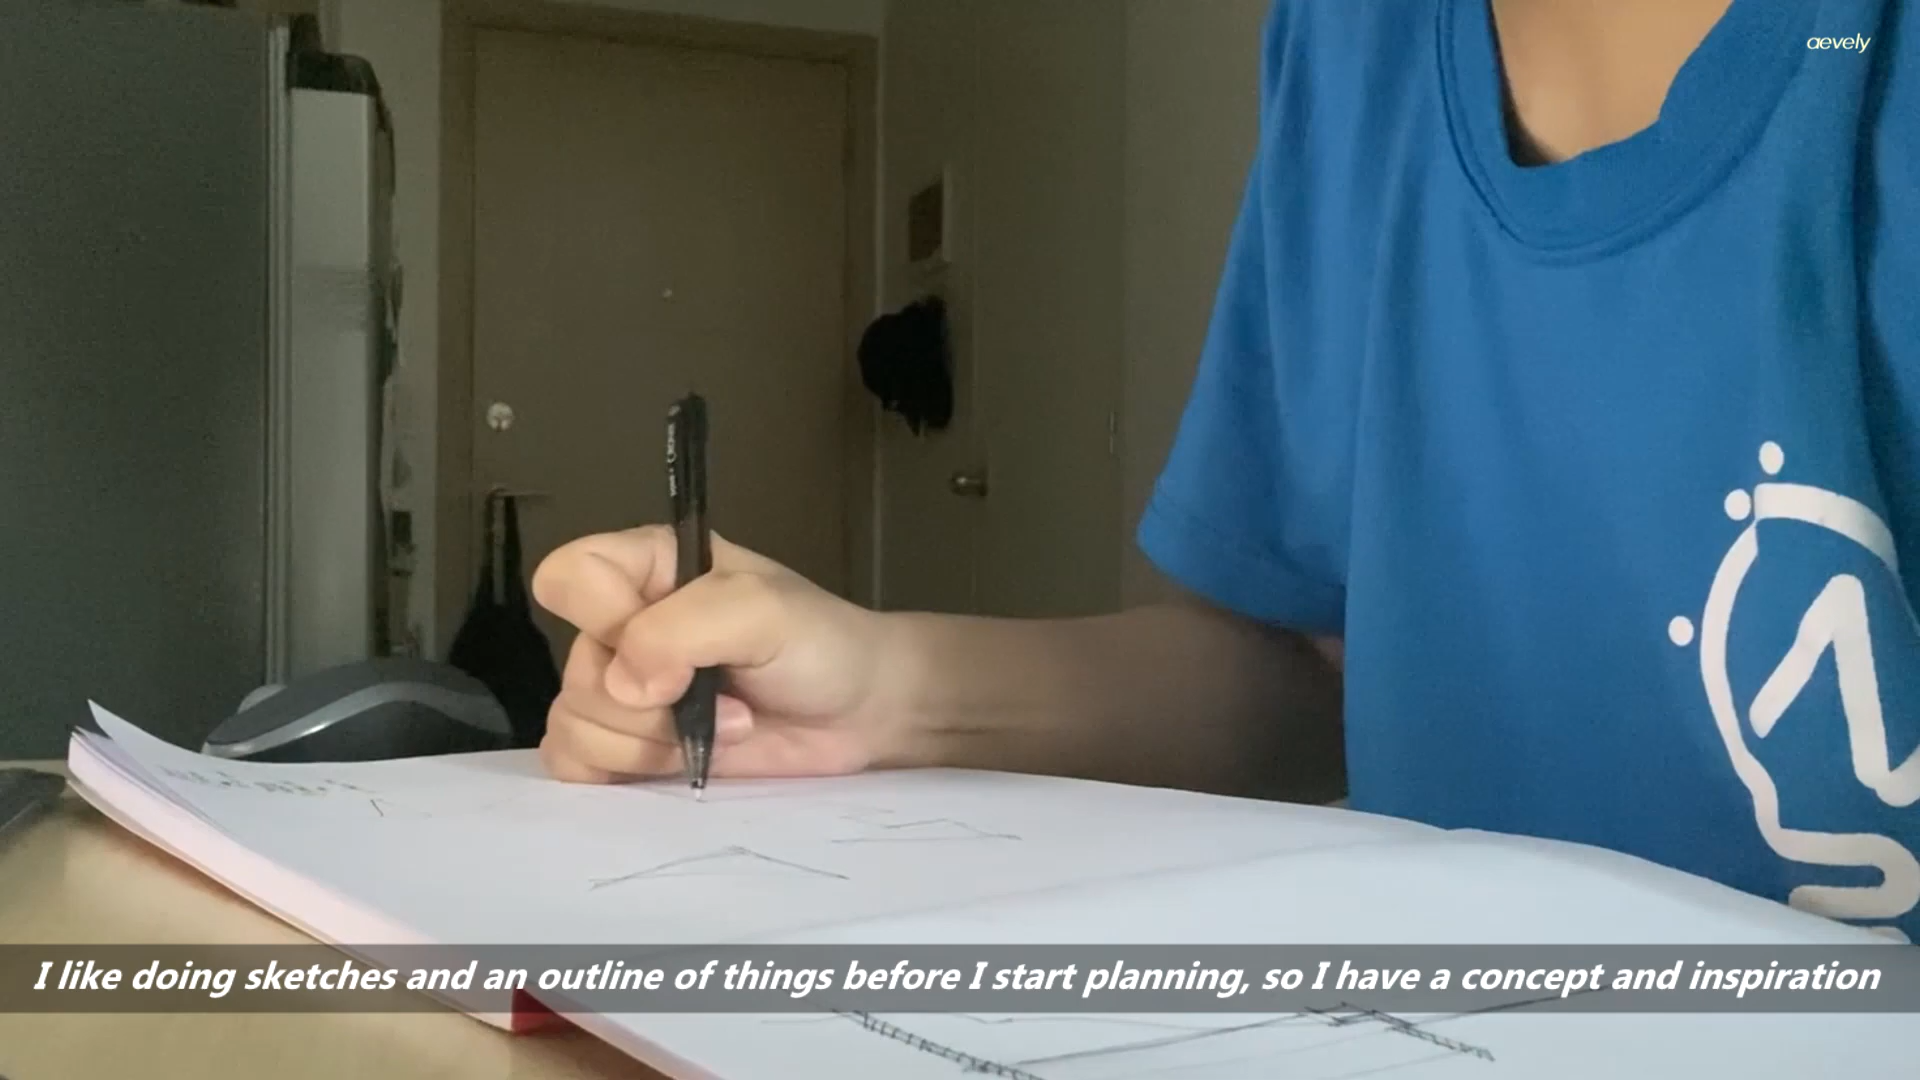 aevely
I like doing sketches and an outline of things before I start planning, so I have a concept and inspiration